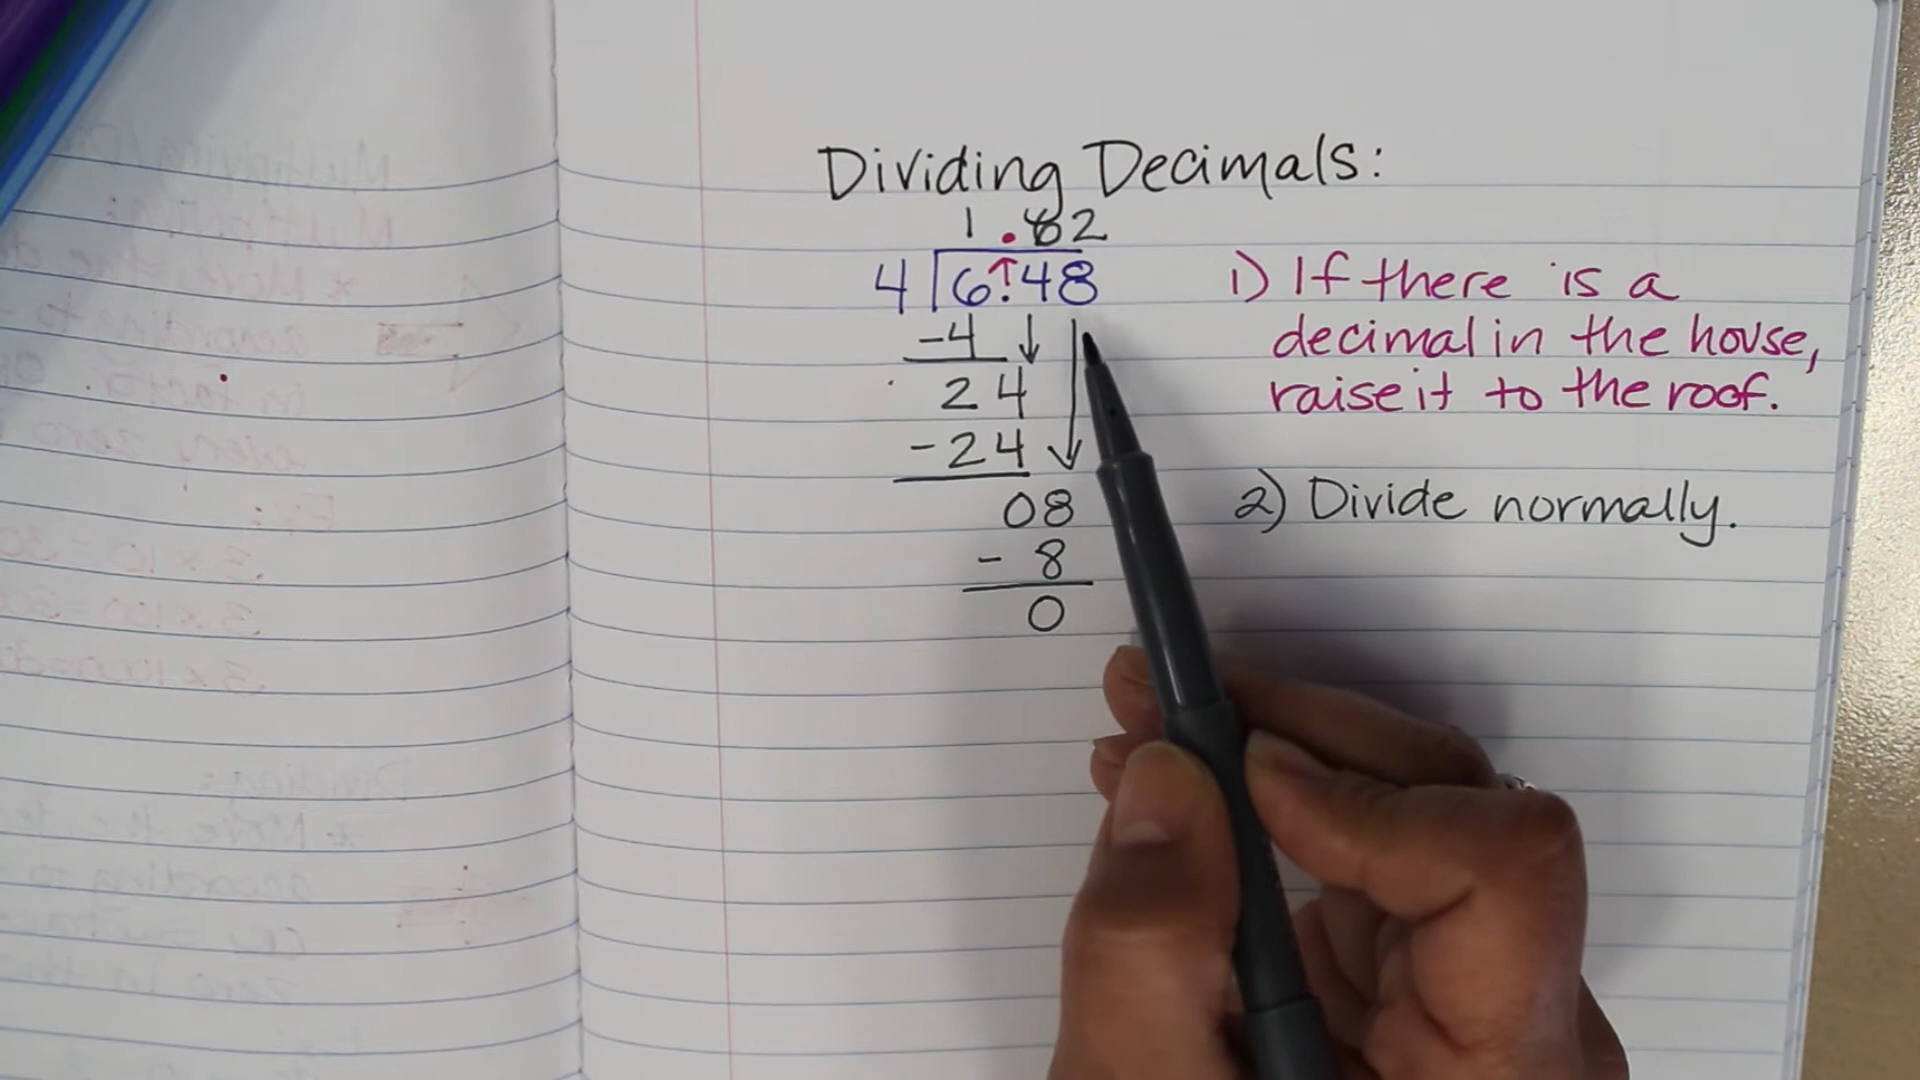 Dividing Decimals:
1.82
4 6.48
-4
24
-24
08
- 8
0
1) If there is a
decimal in the house,
raise it to the roof.
2) Divide normally.